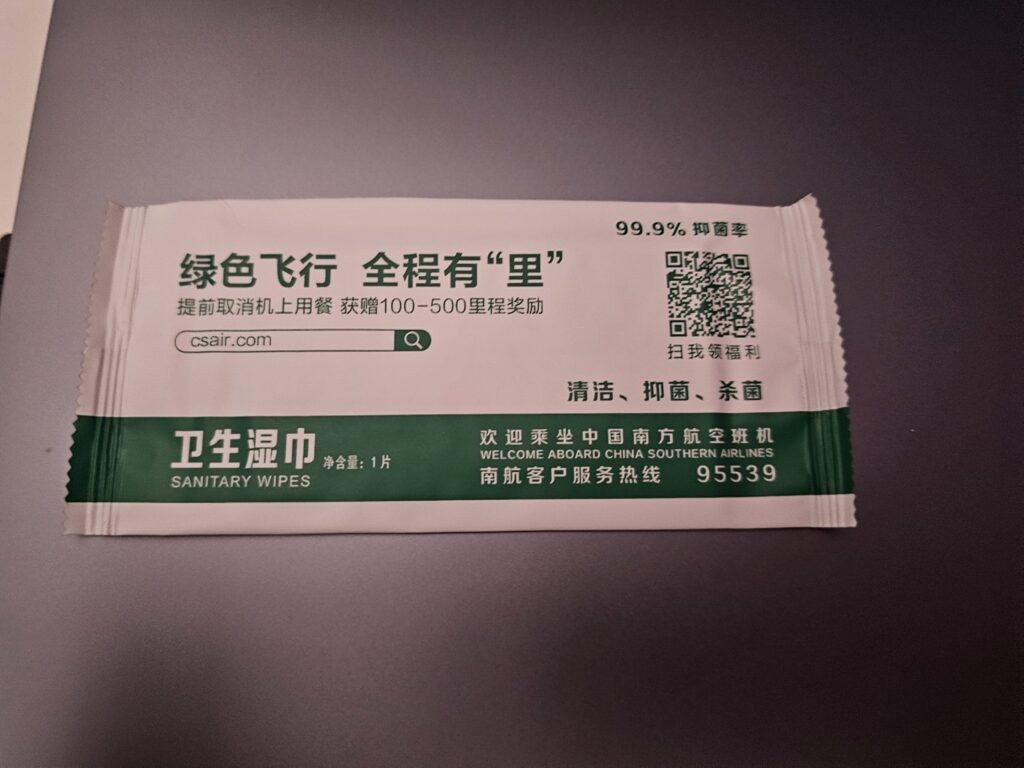 99.9% 抑菌率
绿色飞行 全程有“里”
提前取消机上用餐 获赠100-500里程奖励
csair.com
扫我领福利
清洁、抑菌、杀菌
卫生湿巾 净含量：1片
SANITARY WIPES
欢迎乘坐中国南方航空班机
WELCOME ABOARD CHINA SOUTHERN AIRLINES
南航客户服务热线 95539